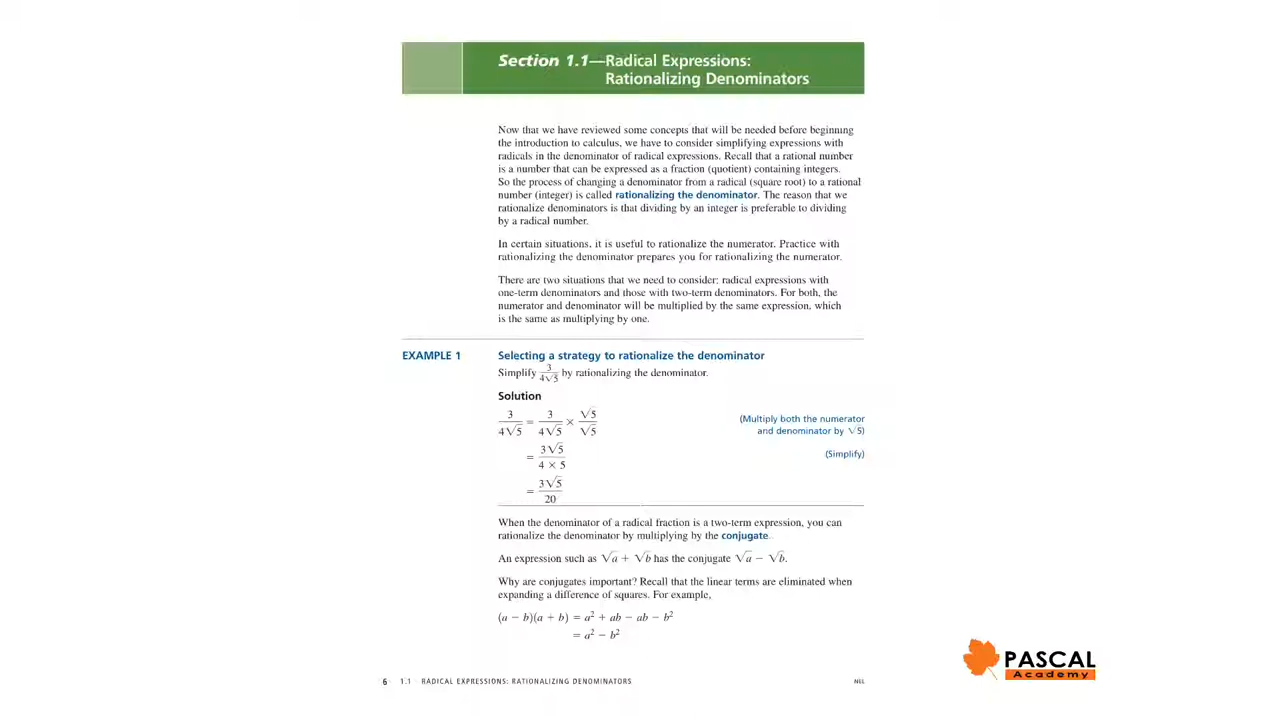 Section 1.1—Radical Expressions:
Rationalizing Denominators
Now that we have reviewed some concepts that will be needed before beginning
the introduction to calculus, we have to consider simplifying expressions with
radicals in the denominator of radical expressions. Recall that a rational number
is a number that can be expressed as a fraction (quotient) containing integers.
So the process of changing a denominator from a radical (square root) to a rational
number (integer) is called rationalizing the denominator. The reason that we
rationalize denominators is that dividing by an integer is preferable to dividing
by a radical number.
In certain situations, it is useful to rationalize the numerator. Practice with
rationalizing the denominator prepares you for rationalizing the numerator.
There are two situations that we need to consider: radical expressions with
one-term denominators and those with two-term denominators. For both, the
numerator and denominator will be multiplied by the same expression, which
is the same as multiplying by one.
EXAMPLE 1 Selecting a strategy to rationalize the denominator
Simplify 3/4√5 by rationalizing the denominator.
Solution
3/4√5 = 3/4√5 × √5/√5 (Multiply both the numerator
and denominator by √5)
= 3√5/4 × 5 (Simplify)
= 3√5/20
When the denominator of a radical fraction is a two-term expression, you can
rationalize the denominator by multiplying by the conjugate.
An expression such as √a + √b has the conjugate √a − √b.
Why are conjugates important? Recall that the linear terms are eliminated when
expanding a difference of squares. For example,
(a − b)(a + b) = a² + ab − ab − b²
= a² − b²
6 1.1 RADICAL EXPRESSIONS: RATIONALIZING DENOMINATORS NEL
PASCAL
Academy